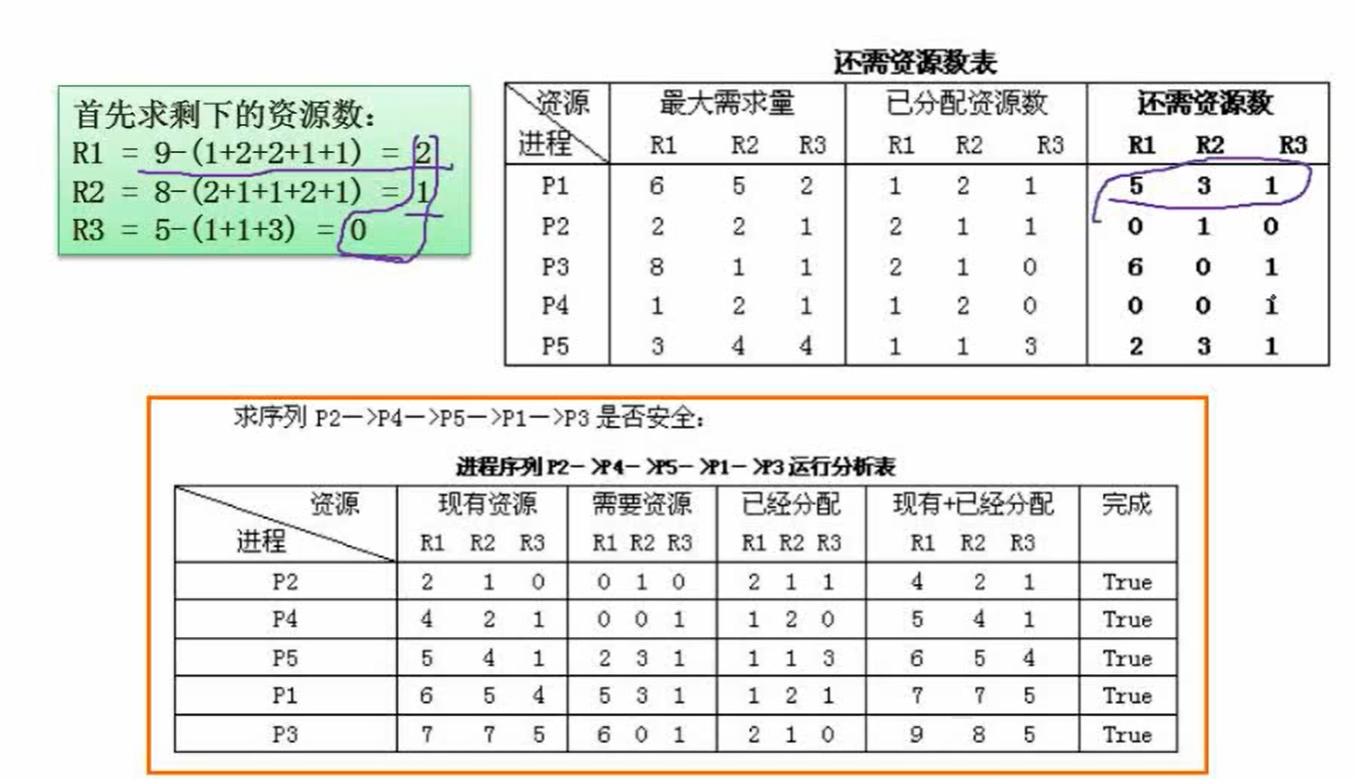 首先求剩下的资源数：
R1 = 9-(1+2+2+1+1) = 2
R2 = 8-(2+1+1+2+1) = 1
R3 = 5-(1+1+3) = 0
还需资源数表
资源 最大需求量 已分配资源数 还需资源数
进程 R1 R2 R3 R1 R2 R3 R1 R2 R3
P1 6 5 2 1 2 1 5 3 1
P2 2 2 1 2 1 1 0 1 0
P3 8 1 1 2 1 0 6 0 1
P4 1 2 1 1 2 0 0 0 1
P5 3 4 4 1 1 3 2 3 1
求序列 P2—>P4—>P5—>P1—>P3 是否安全：
进程序列 P2—>P4—>P5—>P1—>P3 运行分析表
资源 现有资源 需要资源 已经分配 现有+已经分配 完成
进程 R1 R2 R3 R1 R2 R3 R1 R2 R3 R1 R2 R3
P2 2 1 0 0 1 0 2 1 1 4 2 1 True
P4 4 2 1 0 0 1 1 2 0 5 4 1 True
P5 5 4 1 2 3 1 1 1 3 6 5 4 True
P1 6 5 4 5 3 1 1 2 1 7 7 5 True
P3 7 7 5 6 0 1 2 1 0 9 8 5 True